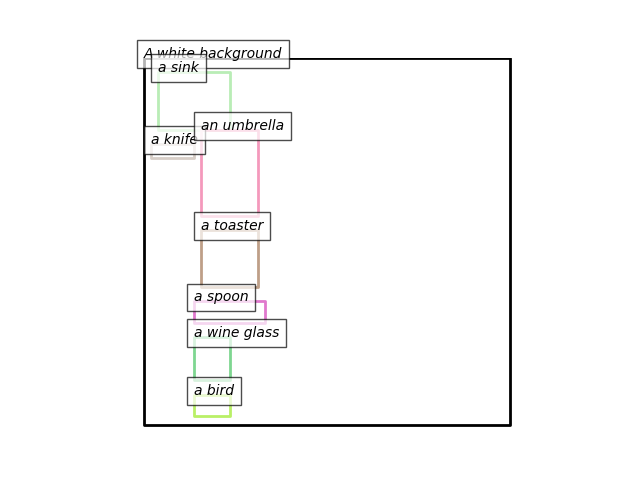 A white background
a sink
an umbrella
a knife
a toaster
a spoon
a wine glass
a bird